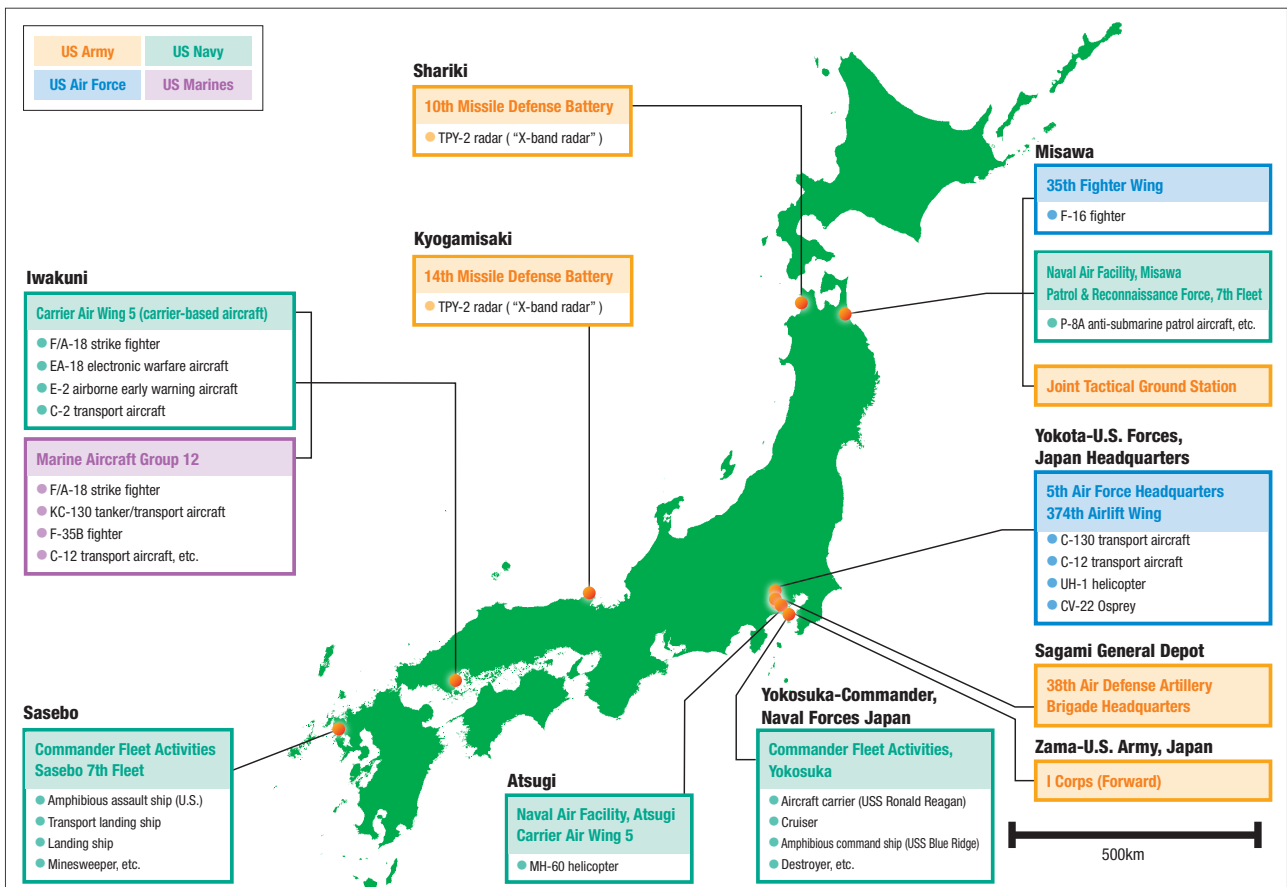 US Army
US Navy
US Air Force
US Marines
Shariki
10th Missile Defense Battery
TPY-2 radar ( “X-band radar” )
Kyogamisaki
14th Missile Defense Battery
TPY-2 radar ( “X-band radar” )
Iwakuni
Carrier Air Wing 5 (carrier-based aircraft)
F/A-18 strike fighter
EA-18 electronic warfare aircraft
E-2 airborne early warning aircraft
C-2 transport aircraft
Marine Aircraft Group 12
F/A-18 strike fighter
KC-130 tanker/transport aircraft
F-35B fighter
C-12 transport aircraft, etc.
Sasebo
Commander Fleet Activities
Sasebo 7th Fleet
Amphibious assault ship (U.S.)
Transport landing ship
Landing ship
Minesweeper, etc.
Atsugi
Naval Air Facility, Atsugi
Carrier Air Wing 5
MH-60 helicopter
Yokosuka-Commander,
Naval Forces Japan
Commander Fleet Activities,
Yokosuka
Aircraft carrier (USS Ronald Reagan)
Cruiser
Amphibious command ship (USS Blue Ridge)
Destroyer, etc.
Misawa
35th Fighter Wing
F-16 fighter
Naval Air Facility, Misawa
Patrol & Reconnaissance Force, 7th Fleet
P-8A anti-submarine patrol aircraft, etc.
Joint Tactical Ground Station
Yokota-U.S. Forces,
Japan Headquarters
5th Air Force Headquarters
374th Airlift Wing
C-130 transport aircraft
C-12 transport aircraft
UH-1 helicopter
CV-22 Osprey
Sagami General Depot
38th Air Defense Artillery
Brigade Headquarters
Zama-U.S. Army, Japan
I Corps (Forward)
500km